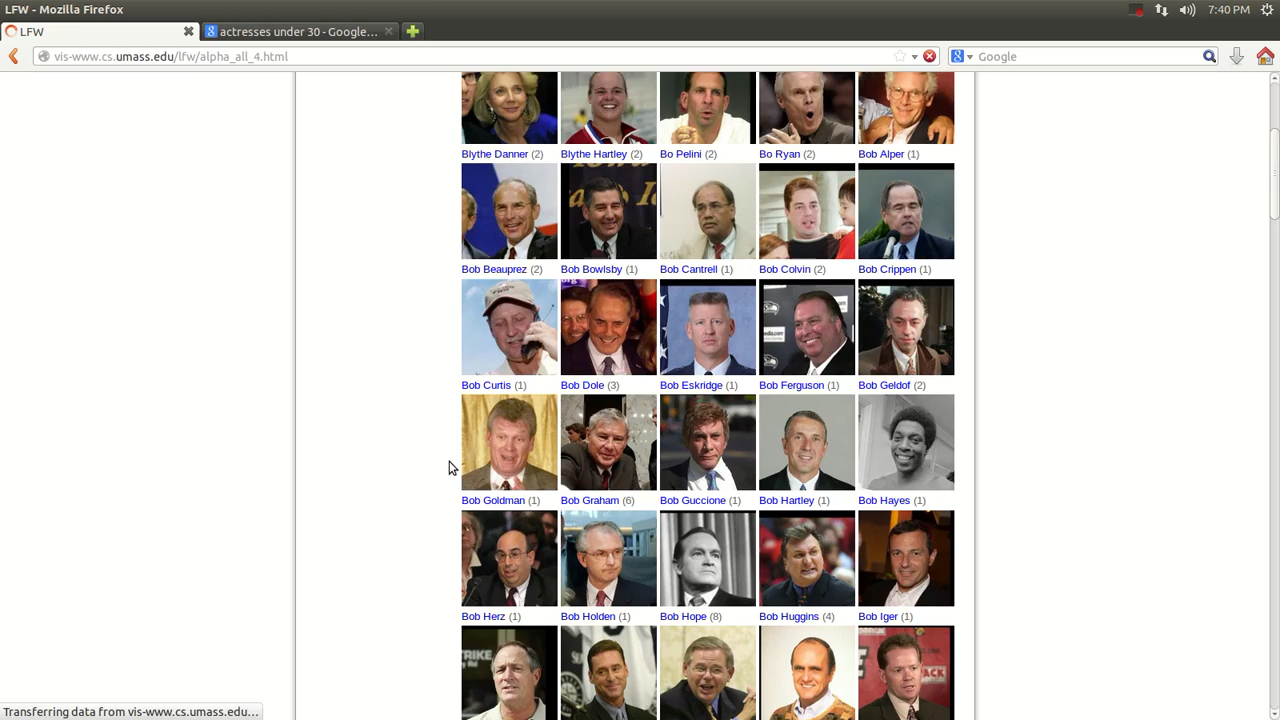 LFW - Mozilla Firefox
7:40 PM
LFW
actresses under 30 - Google...
vis-www.cs.umass.edu/lfw/alpha_all_4.html
Google
Blythe Danner (2)
Blythe Hartley (2)
Bo Pelini (2)
Bo Ryan (2)
Bob Alper (1)
Bob Beauprez (2)
Bob Bowlsby (1)
Bob Cantrell (1)
Bob Colvin (2)
Bob Crippen (1)
Bob Curtis (1)
Bob Dole (3)
Bob Eskridge (1)
Bob Ferguson (1)
Bob Geldof (2)
Bob Goldman (1)
Bob Graham (6)
Bob Guccione (1)
Bob Hartley (1)
Bob Hayes (1)
Bob Herz (1)
Bob Holden (1)
Bob Hope (8)
Bob Huggins (4)
Bob Iger (1)
Transferring data from vis-www.cs.umass.edu...